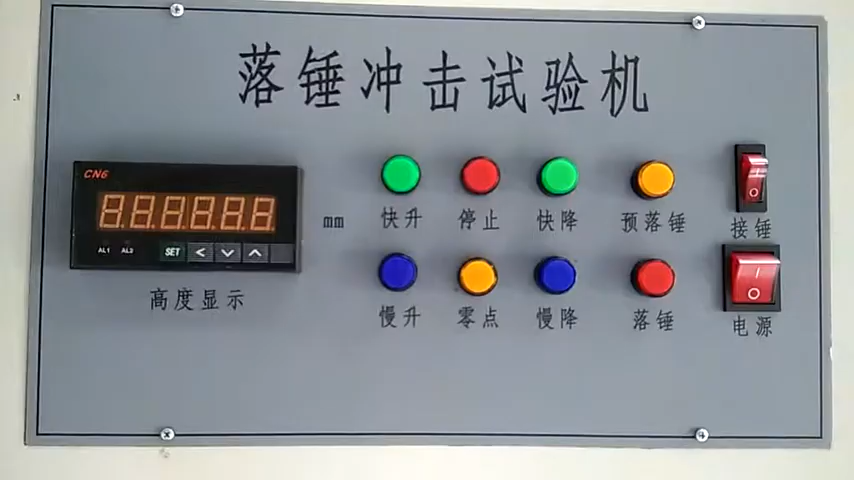 落锤冲击试验机
CN6
888888
mm
AL1 AL2 SET
高度显示
快升 停止 快降 预落锤 接锤
慢升 零点 慢降 落锤 电源